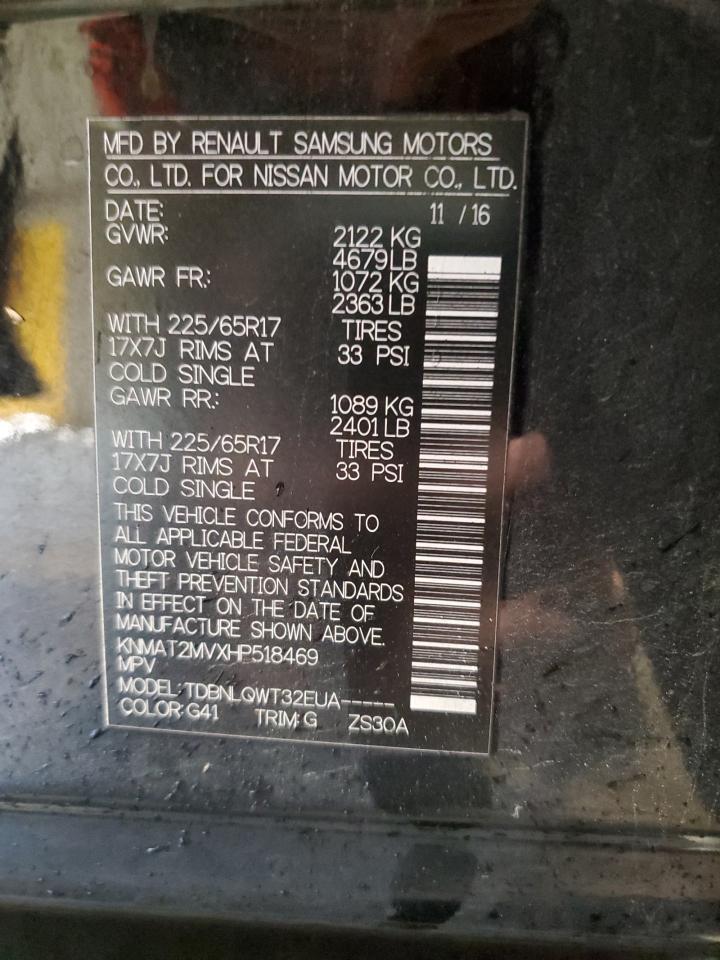 MFD BY RENAULT SAMSUNG MOTORS
CO., LTD. FOR NISSAN MOTOR CO., LTD.
DATE: 11 / 16
GVWR: 2122 KG
4679 LB
GAWR FR.: 1072 KG
2363 LB
WITH 225/65R17 TIRES
17X7J RIMS AT 33 PSI
COLD SINGLE
GAWR RR.: 1089 KG
2401 LB
WITH 225/65R17 TIRES
17X7J RIMS AT 33 PSI
COLD SINGLE
THIS VEHICLE CONFORMS TO
ALL APPLICABLE FEDERAL
MOTOR VEHICLE SAFETY AND
THEFT PREVENTION STANDARDS
IN EFFECT ON THE DATE OF
MANUFACTURE SHOWN ABOVE.
KNMAT2MVXHP518469
MPV
MODEL: TDBNLQWT32EUA-----
COLOR: G41 TRIM: G ZS30A